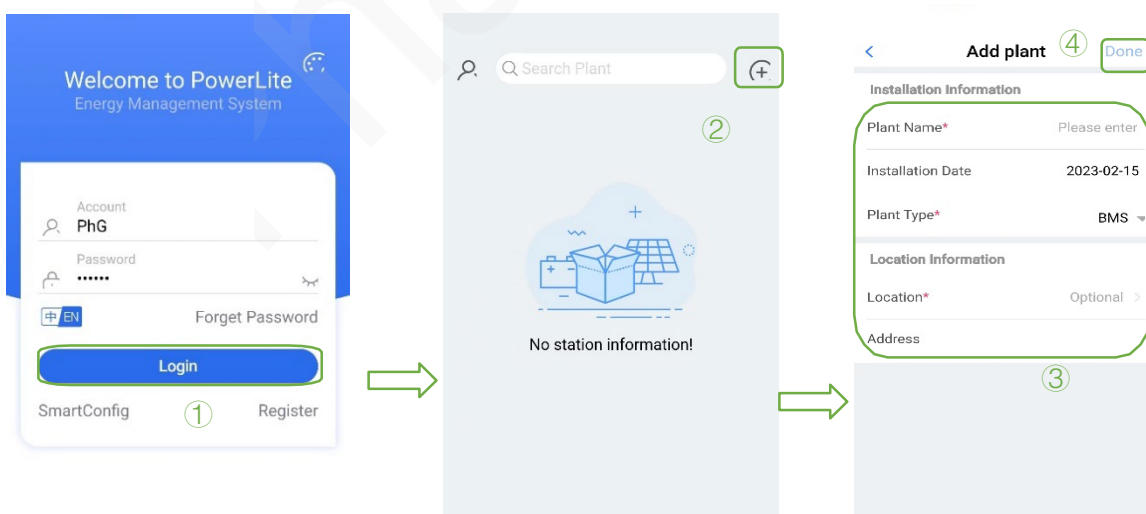 Welcome to PowerLite
Energy Management System
Account
PhG
Password
••••••
中 EN
Forget Password
Login
SmartConfig
①
Register
Search Plant
②
No station information!
Add plant
④
Done
Installation Information
Plant Name*
Please enter
Installation Date
2023-02-15
Plant Type*
BMS
Location Information
Location*
Optional >
Address
③